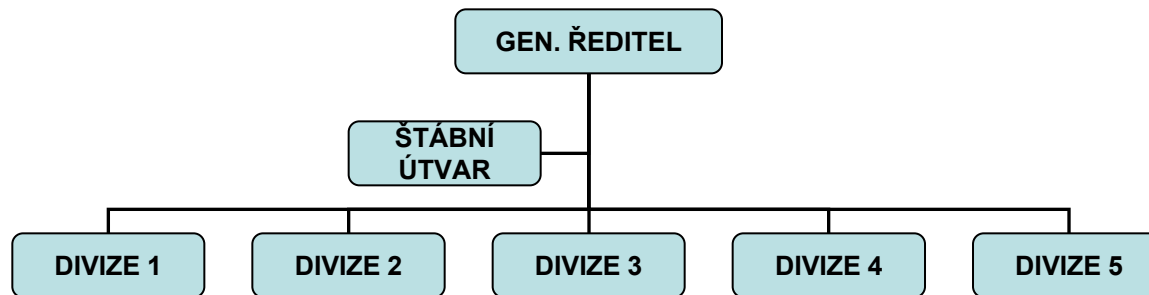 GEN. ŘEDITEL
ŠTÁBNÍ
ÚTVAR
DIVIZE 1
DIVIZE 2
DIVIZE 3
DIVIZE 4
DIVIZE 5